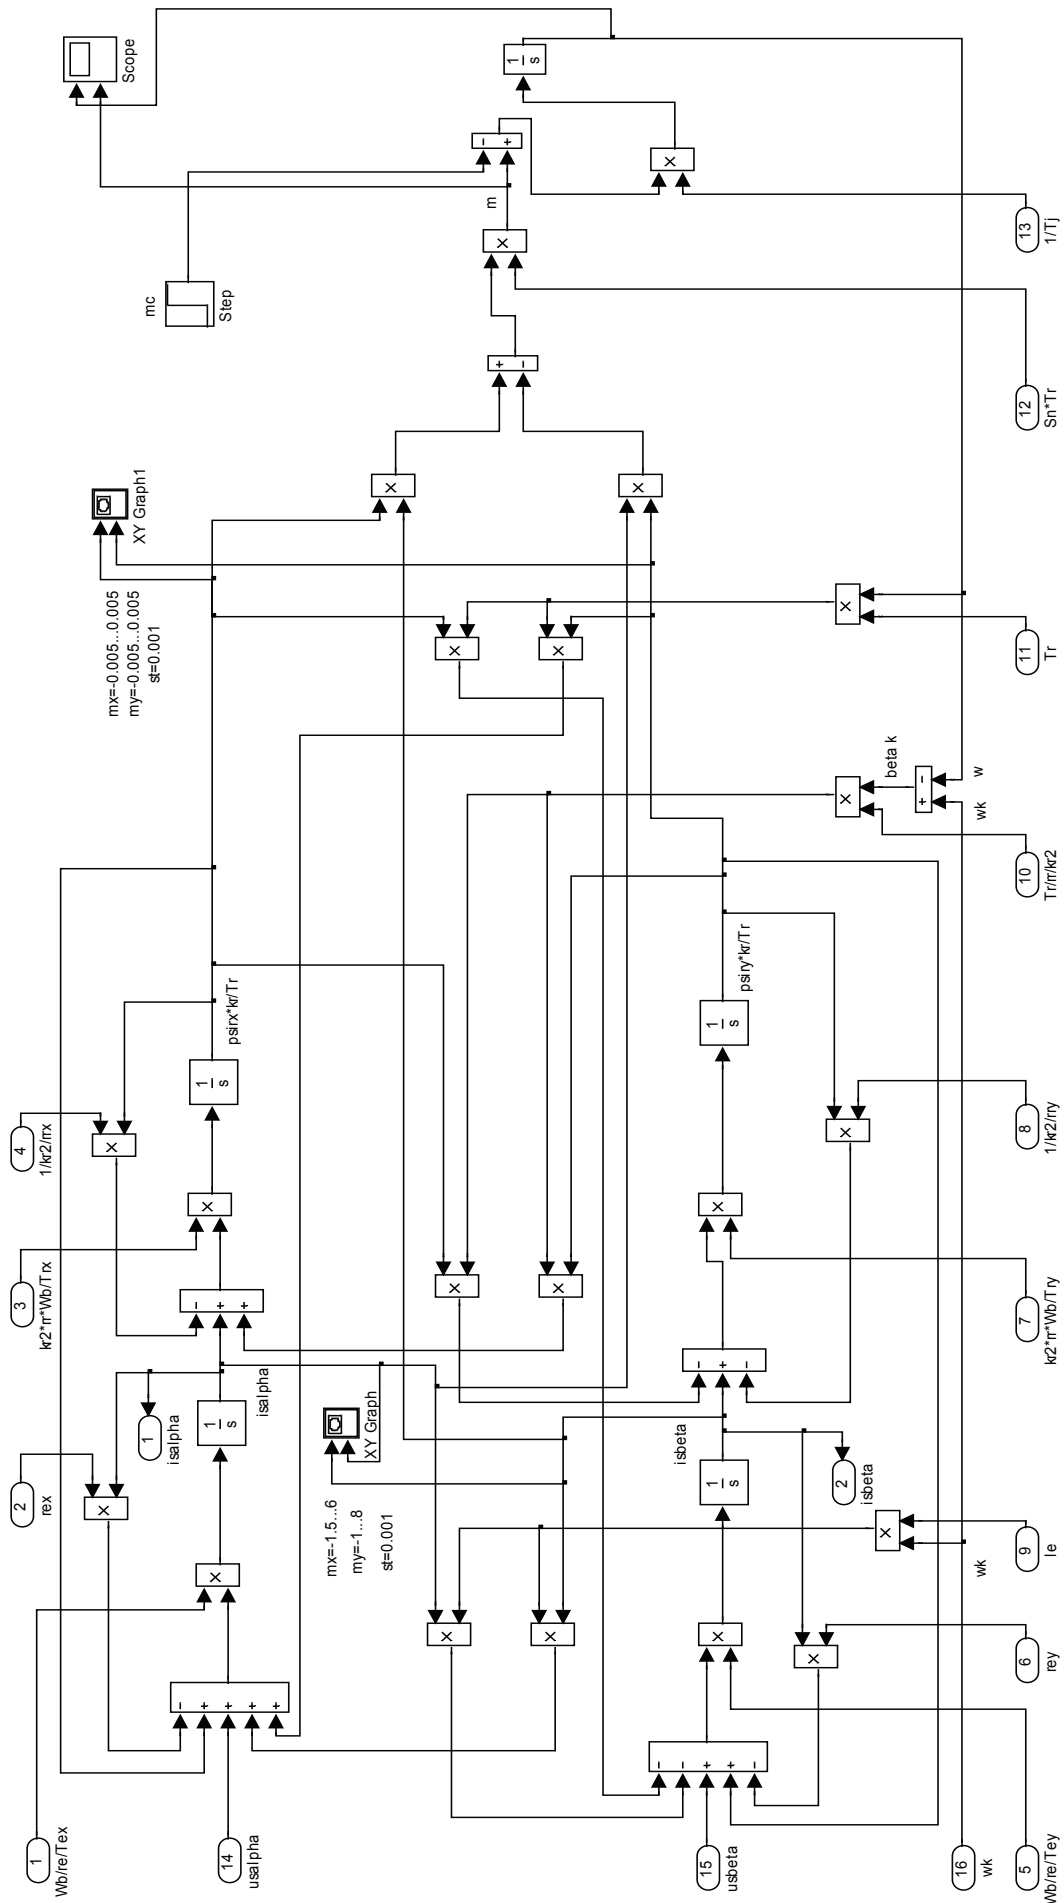 1
Wb/re/Tex
14
usalpha
2
rex
1
isalpha
isalpha
1
s
3
kr2*rr*Wb/Trx
4
1/kr2/rrx
1
s
psirx*kr/Tr
mx=-0.005...0.005
my=-0.005...0.005
st=0.001
XY Graph1
mc
Step
Scope
m
1
s
mx=-1.5...6
my=-1...8
st=0.001
XY Graph
15
usbeta
1
s
isbeta
2
isbeta
1
s
psiry*kr/Tr
16
wk
5
Wb/re/Tey
6
rey
9
le
wk
7
kr2*rr*Wb/Try
8
1/kr2/rry
10
Tr/rr/kr2
wk
w
beta k
11
Tr
12
Sn*Tr
13
1/Tj